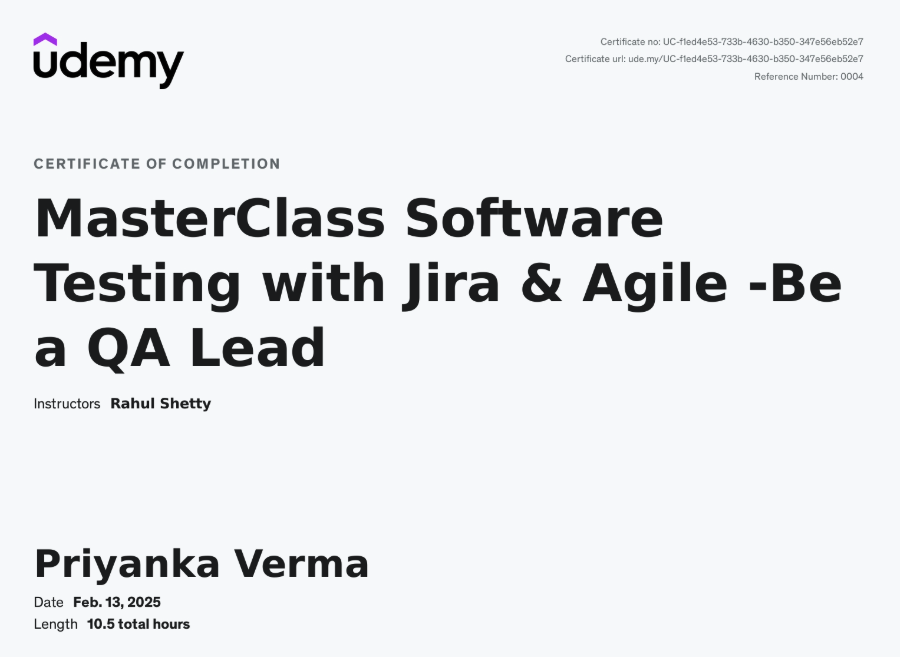 udemy
Certificate no: UC-f1ed4e53-733b-4630-b350-347e56eb52e7
Certificate url: ude.my/UC-f1ed4e53-733b-4630-b350-347e56eb52e7
Reference Number: 0004
CERTIFICATE OF COMPLETION
MasterClass Software
Testing with Jira & Agile -Be
a QA Lead
Instructors Rahul Shetty
Priyanka Verma
Date Feb. 13, 2025
Length 10.5 total hours